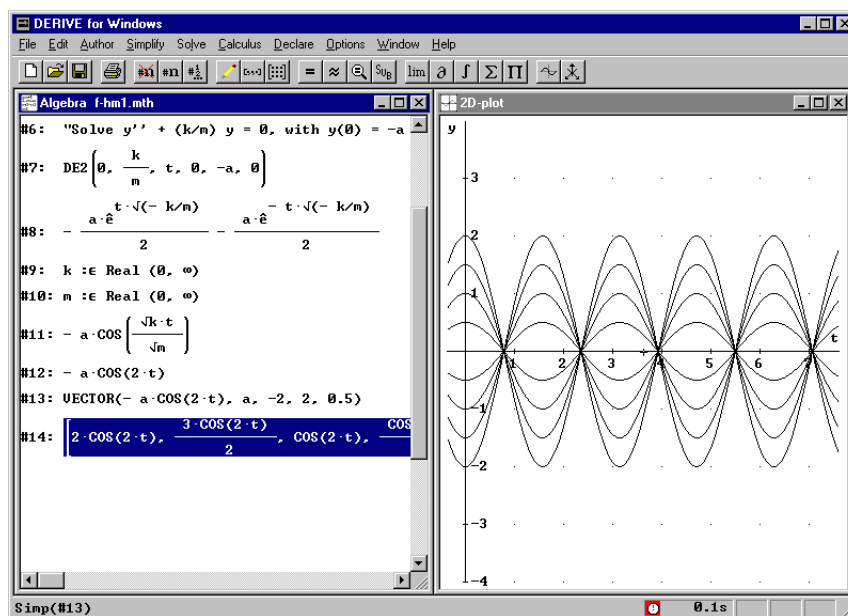 DERIVE for Windows
File Edit Author Simplify Solve Calculus Declare Options Window Help
#n #n = ≈ SUB lim ∂ ∫ Σ Π
Algebra f-hm1.mth
#6: "Solve y'' + (k/m) y = 0, with y(0) = -a
#7: DE2(0, k/m, t, 0, -a, 0)
#8: - a·ê^(t·√(- k/m))/2 - a·ê^(- t·√(- k/m))/2
#9: k :ε Real (0, ∞)
#10: m :ε Real (0, ∞)
#11: - a·COS(√k·t/√m)
#12: - a·COS(2·t)
#13: VECTOR(- a·COS(2·t), a, -2, 2, 0.5)
#14: [2·COS(2·t), 3·COS(2·t)/2, COS(2·t), COS
2D-plot
y
3
2
1
t
1 2 3 4 5 6 7
-1
-2
-3
-4
Simp(#13)
0.1s